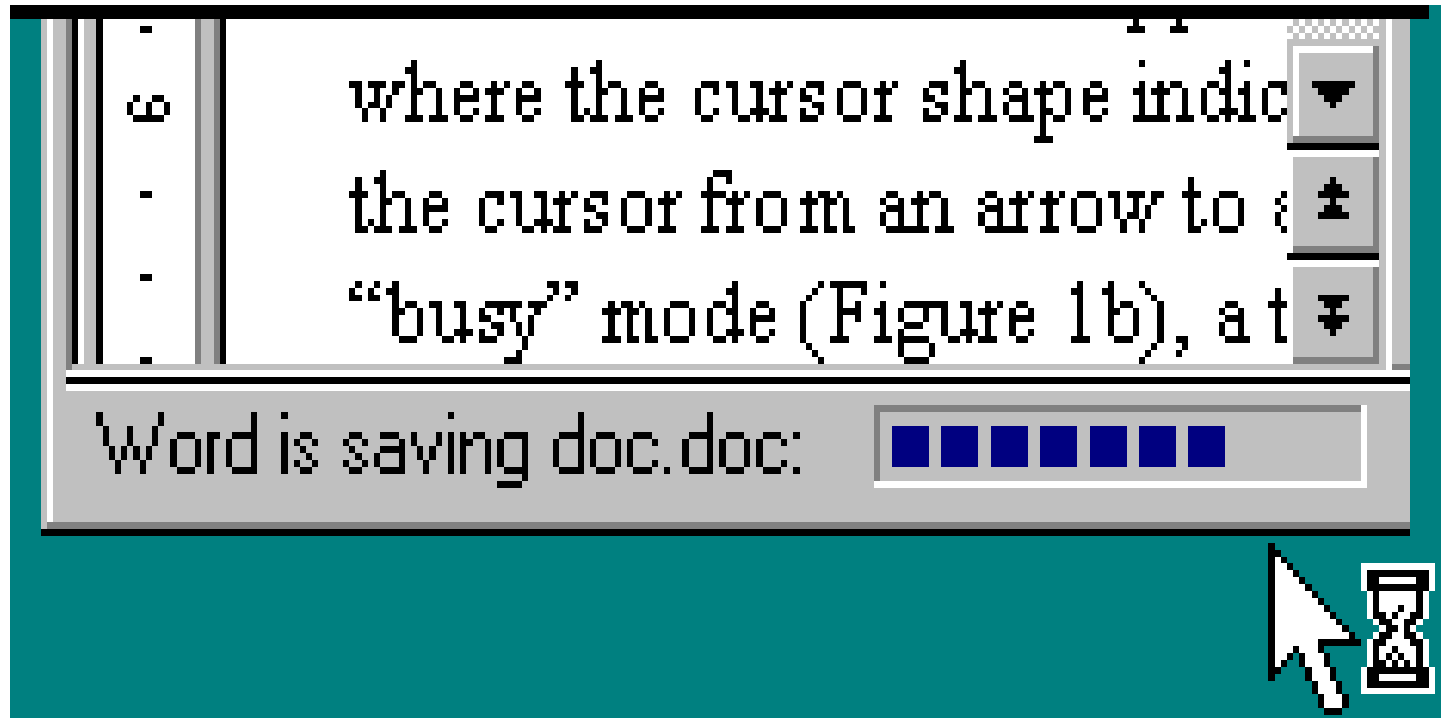 where the cursor shape indic
the cursor from an arrow to a
“busy” mode (Figure 1b), a t
Word is saving doc.doc: